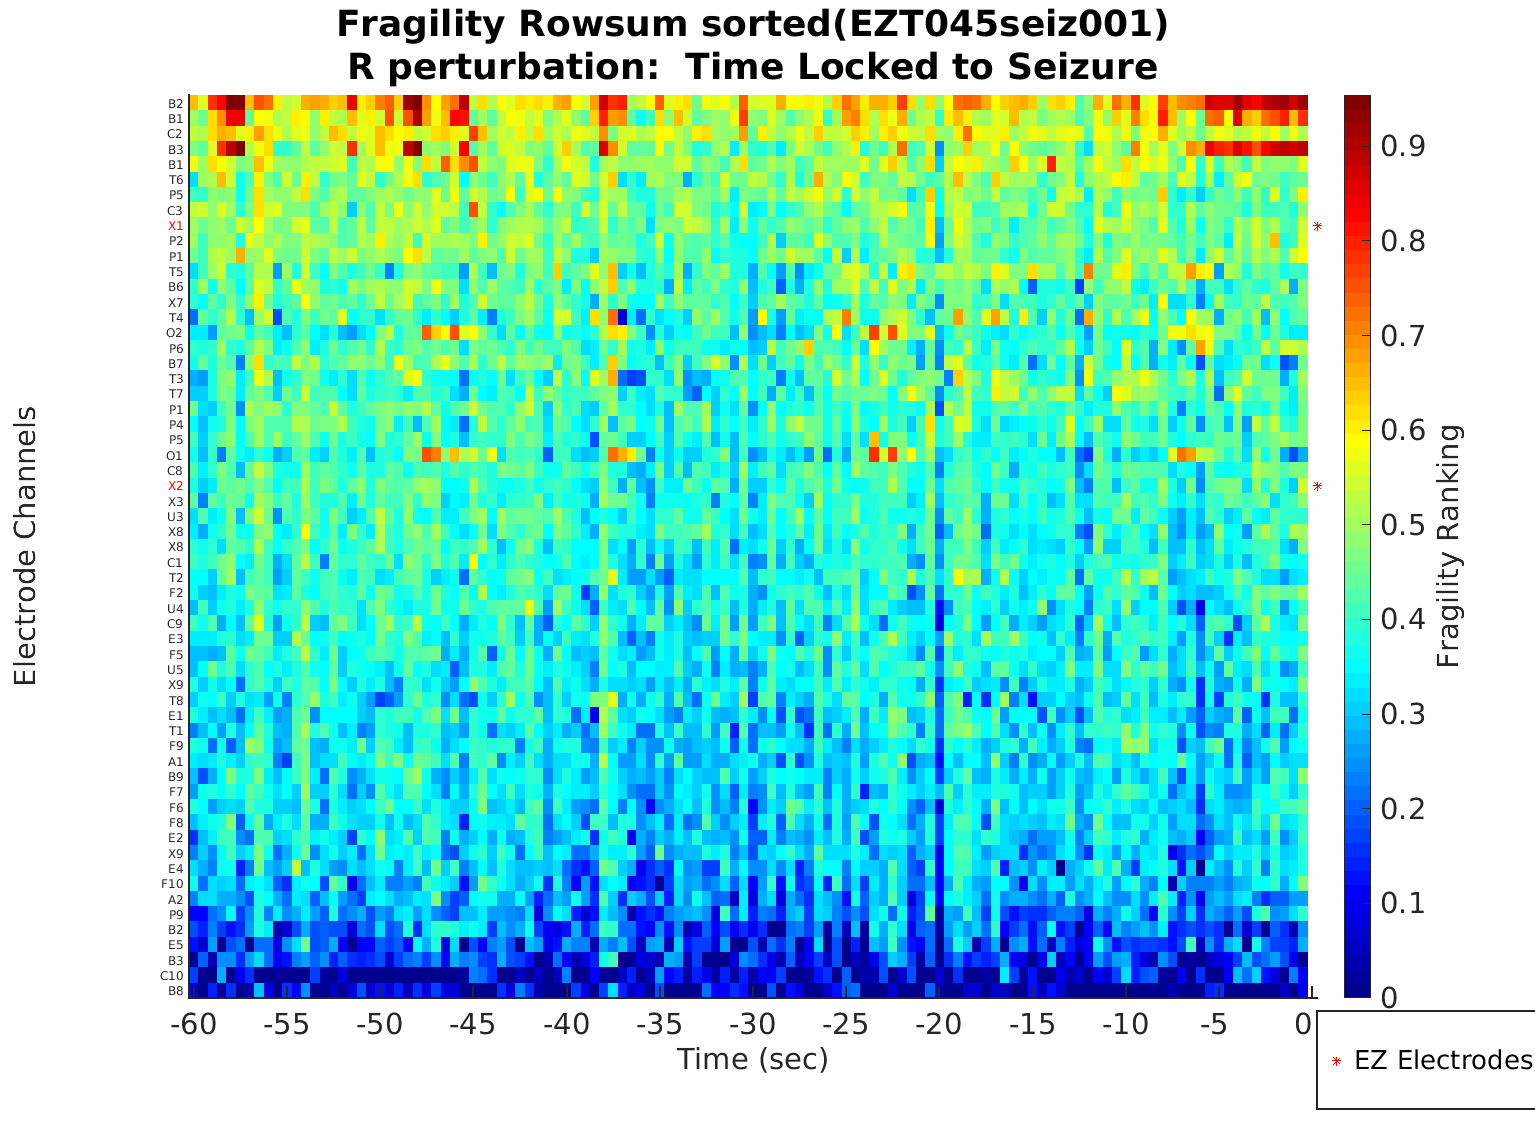 Fragility Rowsum sorted(EZT045seiz001)
R perturbation:  Time Locked to Seizure
Electrode Channels
B2
B1
C2
B3
B1
T6
P5
C3
X1
P2
P1
T5
B6
X7
T4
O2
P6
B7
T3
T7
P1
P4
P5
O1
C8
X2
X3
U3
X8
X8
C1
T2
F2
U4
C9
E3
F5
U5
X9
T8
E1
T1
F9
A1
B9
F7
F6
F8
E2
X9
E4
F10
A2
P9
B2
E5
B3
C10
B8
-60 -55 -50 -45 -40 -35 -30 -25 -20 -15 -10 -5 0
Time (sec)
0.9
0.8
0.7
0.6
0.5
0.4
0.3
0.2
0.1
0
Fragility Ranking
EZ Electrodes